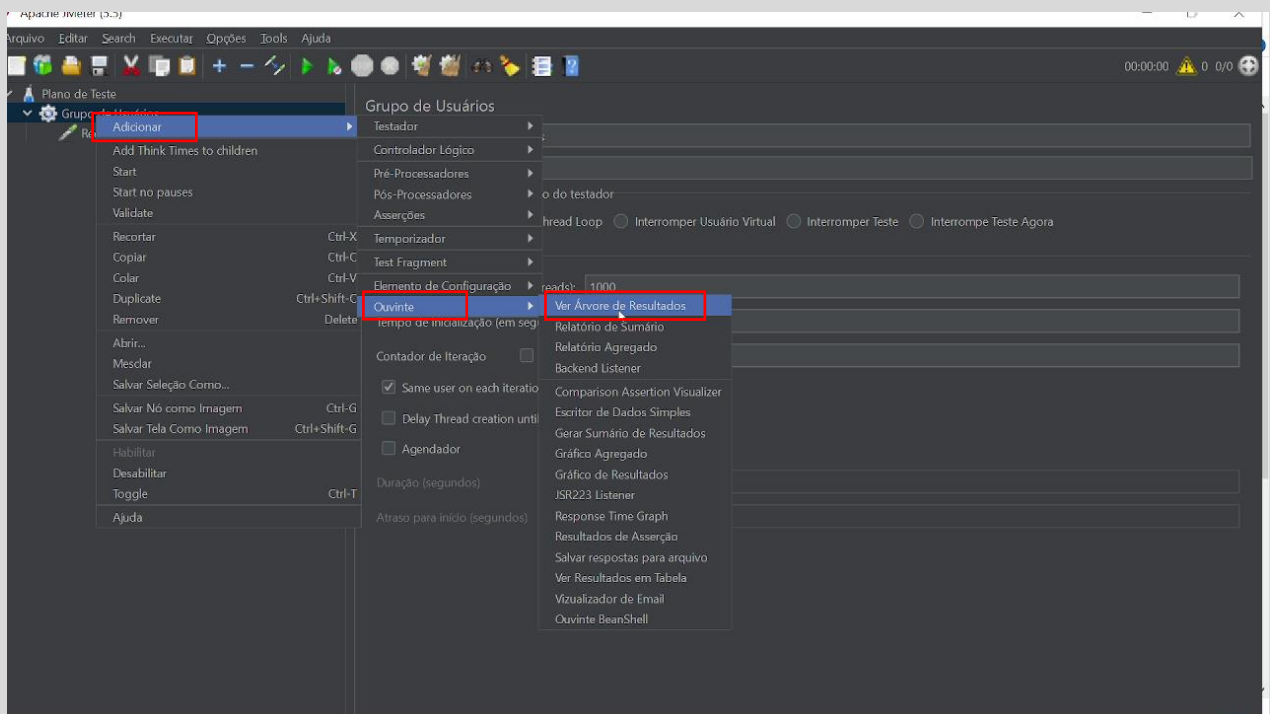 Apache JMeter (5.5)
Arquivo Editar Search Executar Opções Tools Ajuda
00:00:00 0 0/0
Plano de Teste
Grupo de Usuários
Re
Adicionar
Add Think Times to children
Start
Start no pauses
Validate
Recortar Ctrl-X
Copiar Ctrl-C
Colar Ctrl-V
Duplicate Ctrl+Shift-C
Remover Delete
Abrir...
Mesclar
Salvar Seleção Como...
Salvar Nó como Imagem Ctrl-G
Salvar Tela Como Imagem Ctrl+Shift-G
Habilitar
Desabilitar
Toggle Ctrl-T
Ajuda
Grupo de Usuários
Testador
Controlador Lógico
Pré-Processadores
Pós-Processadores
Asserções
Temporizador
Test Fragment
Elemento de Configuração
Ouvinte
o do testador
hread Loop Interromper Usuário Virtual Interromper Teste Interrompe Teste Agora
reads): 1000
Tempo de inicialização (em seg
Contador de Iteração
Same user on each iteratio
Delay Thread creation until
Agendador
Duração (segundos)
Atraso para início (segundos)
Ver Árvore de Resultados
Relatório de Sumário
Relatório Agregado
Backend Listener
Comparison Assertion Visualizer
Escritor de Dados Simples
Gerar Sumário de Resultados
Gráfico Agregado
Gráfico de Resultados
JSR223 Listener
Response Time Graph
Resultados de Asserção
Salvar respostas para arquivo
Ver Resultados em Tabela
Vizualizador de Email
Ouvinte BeanShell